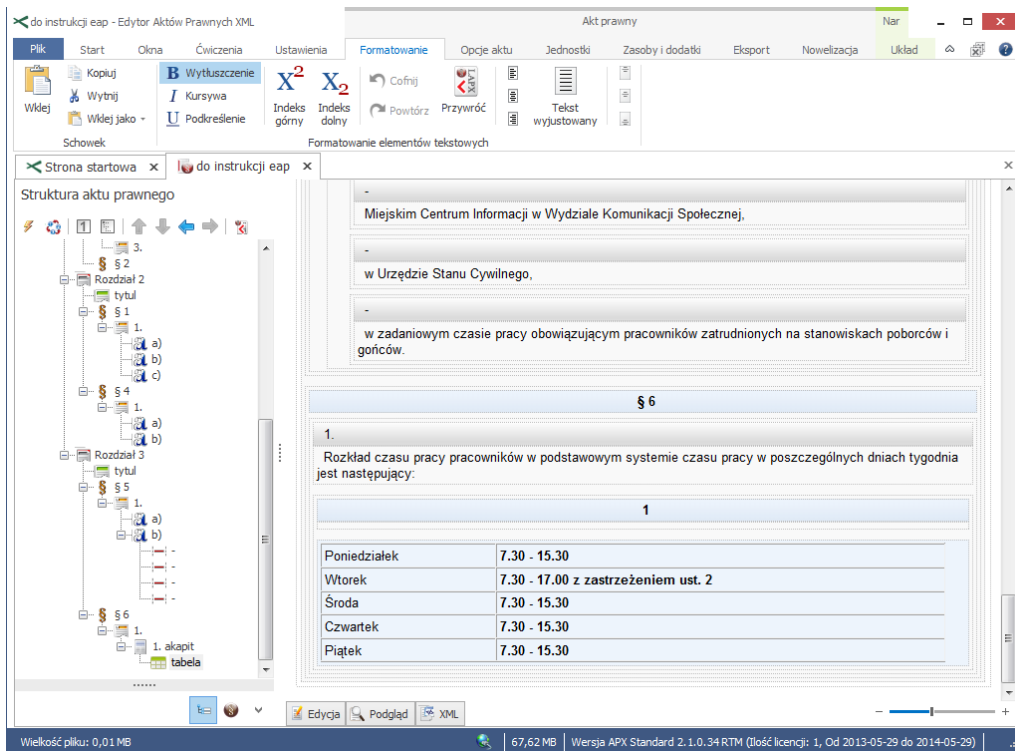 do instrukcji eap - Edytor Aktów Prawnych XML
Akt prawny
Nar
Plik Start Okna Ćwiczenia Ustawienia Formatowanie Opcje aktu Jednostki Zasoby i dodatki Eksport Nowelizacja Układ
Wklej
Kopiuj
Wytnij
Wklej jako
Schowek
B Wytłuszczenie
I Kursywa
U Podkreślenie
X2 Indeks górny
X2 Indeks dolny
Cofnij
Powtórz
LAPX
Przywróć
Tekst wyjustowany
Formatowanie elementów tekstowych
Strona startowa x
do instrukcji eap x
Struktura aktu prawnego
3.
§ § 2
Rozdział 2
tytul
§ § 1
1.
a)
b)
c)
§ § 4
1.
a)
b)
Rozdział 3
tytul
§ § 5
1.
a)
b)
-
-
-
-
§ § 6
1.
1. akapit
tabela
-
Miejskim Centrum Informacji w Wydziale Komunikacji Społecznej,
-
w Urzędzie Stanu Cywilnego,
-
w zadaniowym czasie pracy obowiązującym pracowników zatrudnionych na stanowiskach poborców i
gońców.
§ 6
1.
Rozkład czasu pracy pracowników w podstawowym systemie czasu pracy w poszczególnych dniach tygodnia
jest następujący:
1
Poniedziałek 7.30 - 15.30
Wtorek 7.30 - 17.00 z zastrzeżeniem ust. 2
Środa 7.30 - 15.30
Czwartek 7.30 - 15.30
Piątek 7.30 - 15.30
Edycja Podgląd XML
Wielkość pliku: 0,01 MB
67,62 MB
Wersja APX Standard 2.1.0.34 RTM (Ilość licencji: 1, Od 2013-05-29 do 2014-05-29)